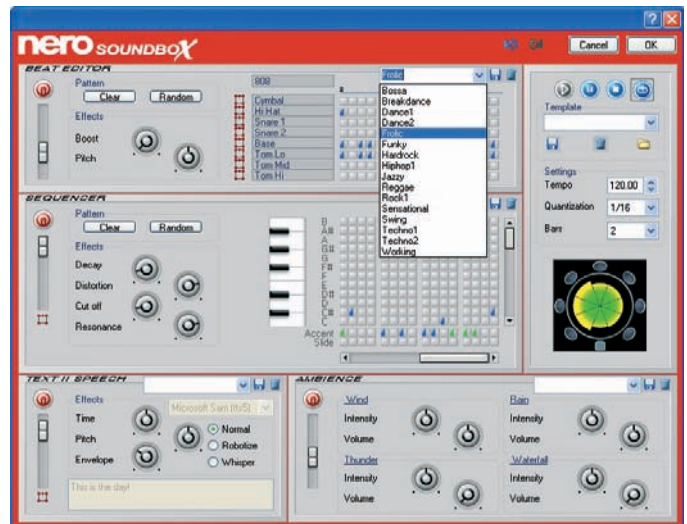 nero SOUNDBOX
Cancel OK
BEAT EDITOR
Pattern
Clear Random
Effects
Boost
Pitch
808
Cymbal
Hi Hat
Snare 1
Snare 2
Base
Tom Lo
Tom Mid
Tom Hi
Frolic
Bossa
Breakdance
Dance1
Dance2
Frolic
Funky
Hardrock
Hiphop1
Jazzy
Reggae
Rock1
Sensational
Swing
Techno1
Techno2
Working
Template
Settings
Tempo 120.00
Quantization 1/16
Bars 2
SEQUENCER
Pattern
Clear Random
Effects
Decay
Distortion
Cut off
Resonance
B
A#
A
G#
G
F#
F
E
D#
D
C#
C
Accent
Slide
TEXT II SPEECH
Effects
Time
Pitch
Envelope
Microsoft Sam (tts5)
Normal
Robotize
Whisper
This is the day!
AMBIENCE
Wind
Intensity
Volume
Rain
Intensity
Volume
Thunder
Intensity
Volume
Waterfall
Intensity
Volume